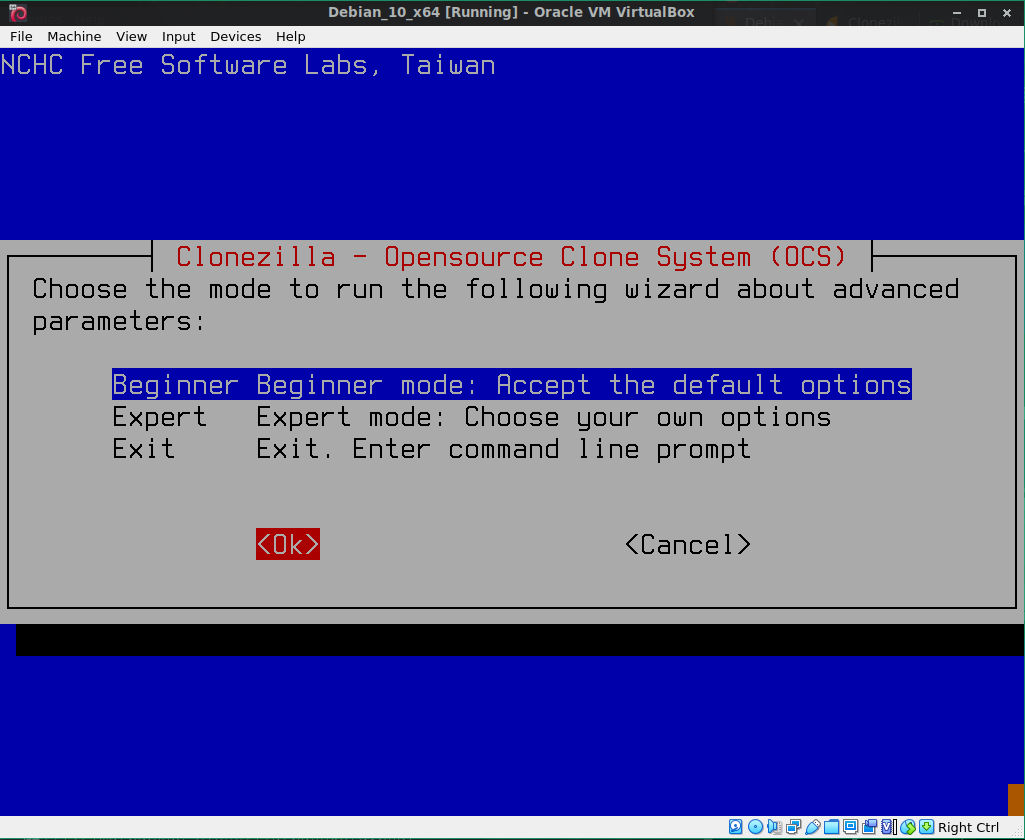 Debian_10_x64 [Running] - Oracle VM VirtualBox
File Machine View Input Devices Help
NCHC Free Software Labs, Taiwan
Clonezilla - Opensource Clone System (OCS)
Choose the mode to run the following wizard about advanced
parameters:
Beginner Beginner mode: Accept the default options
Expert Expert mode: Choose your own options
Exit Exit. Enter command line prompt
<Ok> <Cancel>
Right Ctrl